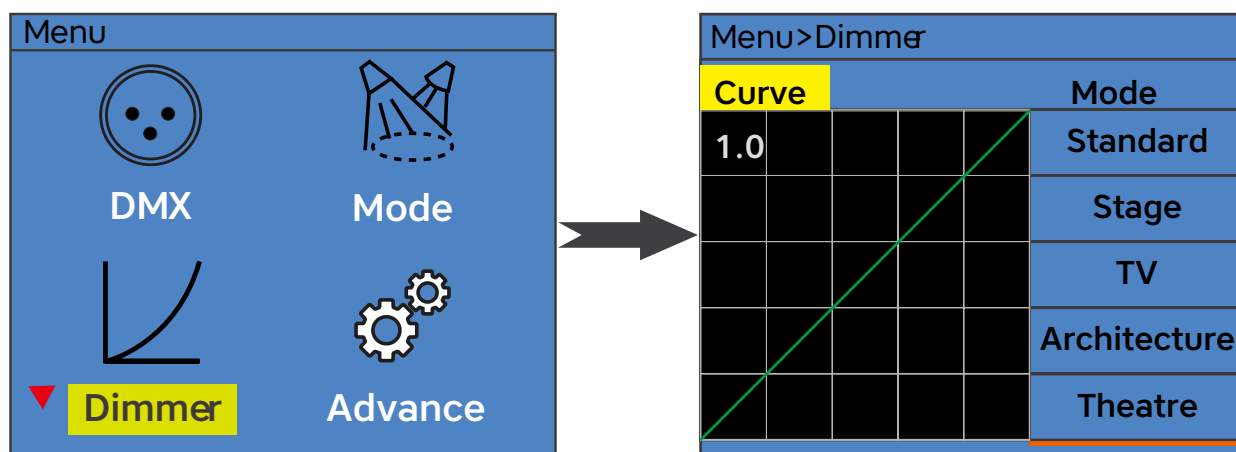 Menu
DMX
Mode
Dimmer
Advance
Menu>Dimmer
Curve
Mode
1.0
Standard
Stage
TV
Architecture
Theatre